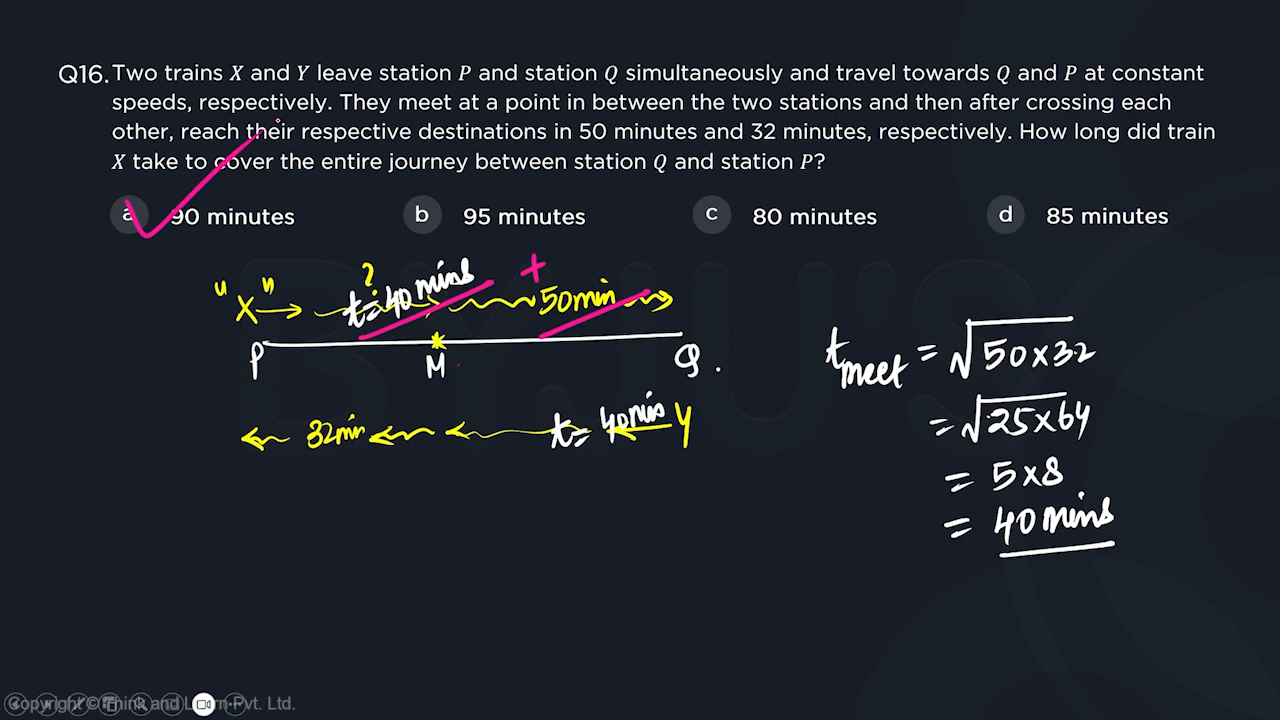 Q16. Two trains X and Y leave station P and station Q simultaneously and travel towards Q and P at constant
speeds, respectively. They meet at a point in between the two stations and then after crossing each
other, reach their respective destinations in 50 minutes and 32 minutes, respectively. How long did train
X take to cover the entire journey between station Q and station P?
a 90 minutes b 95 minutes c 80 minutes d 85 minutes
BYJU'S
?
"X" t=40 mins + 50min
P M Q.
32min t= 40mins Y
tmeet = √50×32
= √25×64
= 5×8
= 40 mins
Copyright © Think and Learn Pvt. Ltd.